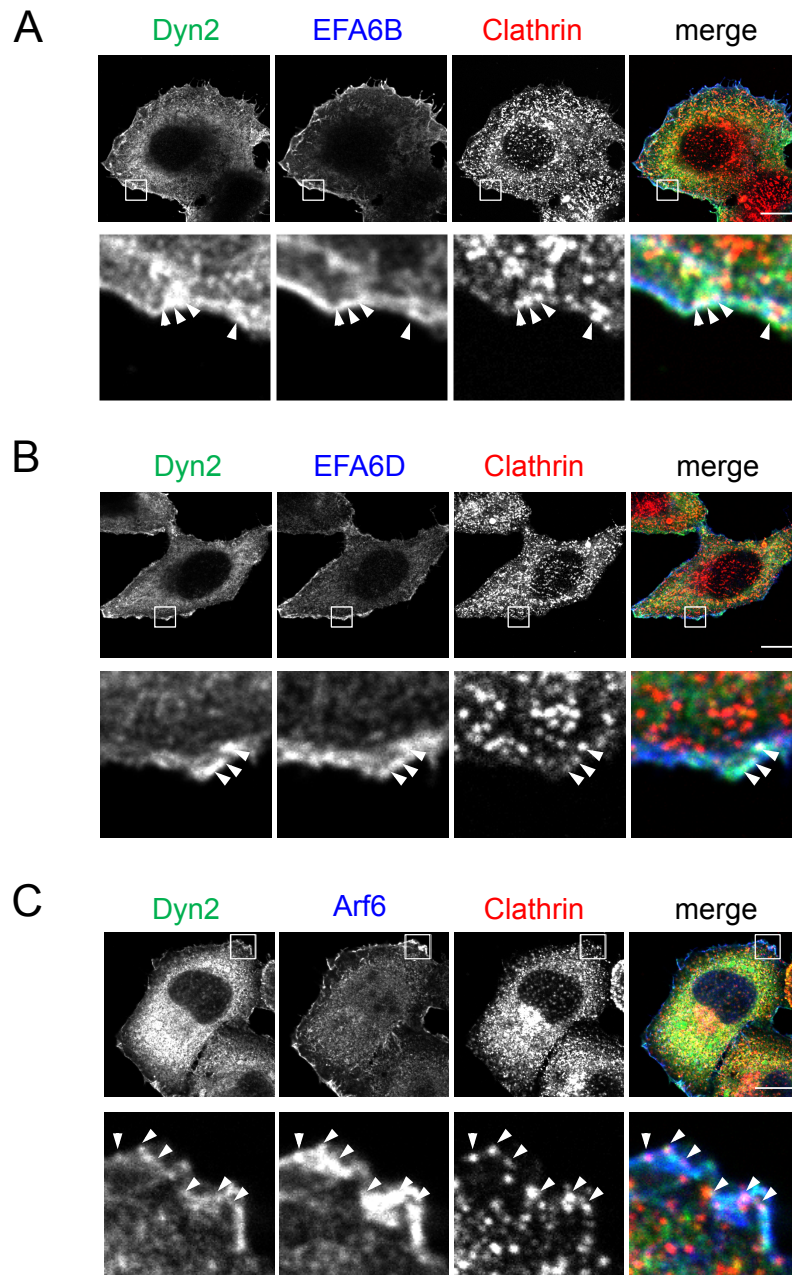 A
Dyn2 EFA6B Clathrin merge
B
Dyn2 EFA6D Clathrin merge
C
Dyn2 Arf6 Clathrin merge